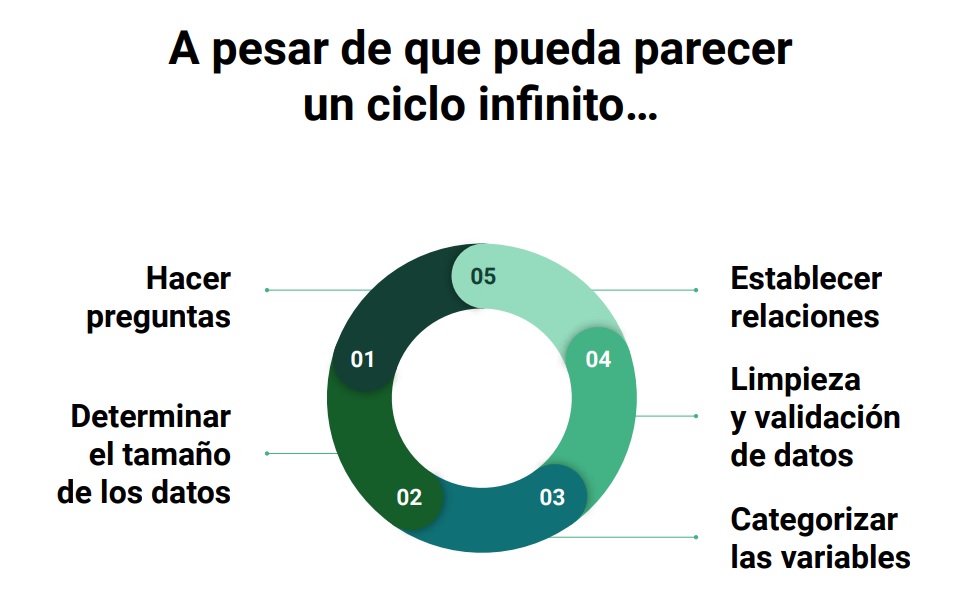 A pesar de que pueda parecer
un ciclo infinito...
Hacer
preguntas
Determinar
el tamaño
de los datos
05
01
04
02
03
Establecer
relaciones
Limpieza
y validación
de datos
Categorizar
las variables